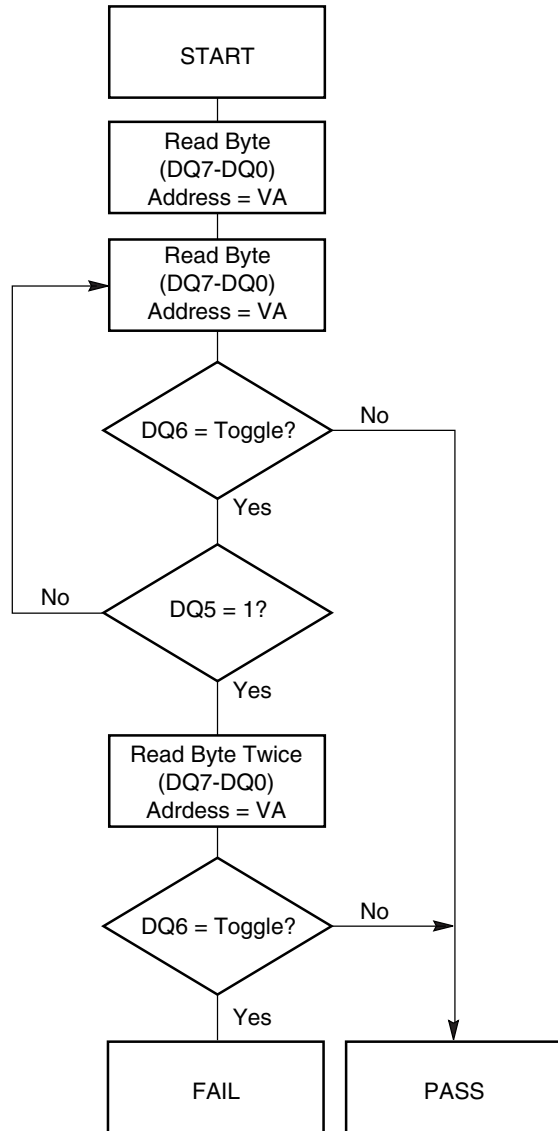 START
Read Byte
(DQ7-DQ0)
Address = VA
Read Byte
(DQ7-DQ0)
Address = VA
DQ6 = Toggle?
No
Yes
DQ5 = 1?
No
Yes
Read Byte Twice
(DQ7-DQ0)
Adrdess = VA
DQ6 = Toggle?
No
Yes
FAIL
PASS